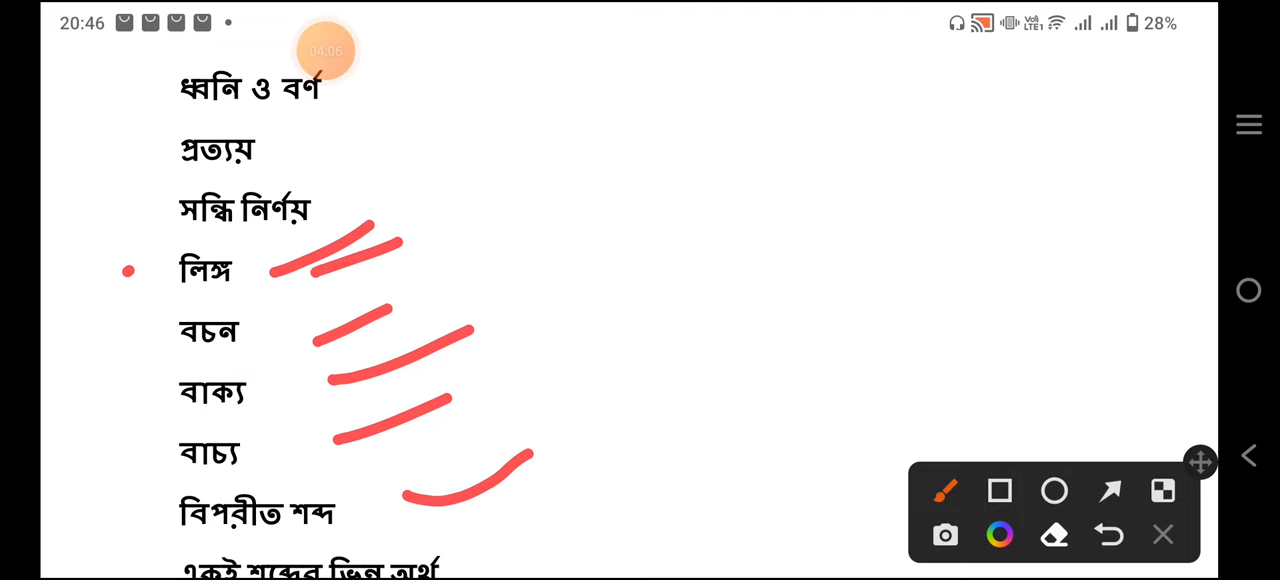 20:46
28%
04:06
ধ্বনি ও বর্ণ
প্রত্যয়
সন্ধি নির্ণয়
লিঙ্গ
বচন
বাক্য
বাচ্য
বিপরীত শব্দ
একই শব্দের ভিন্ন অর্থ